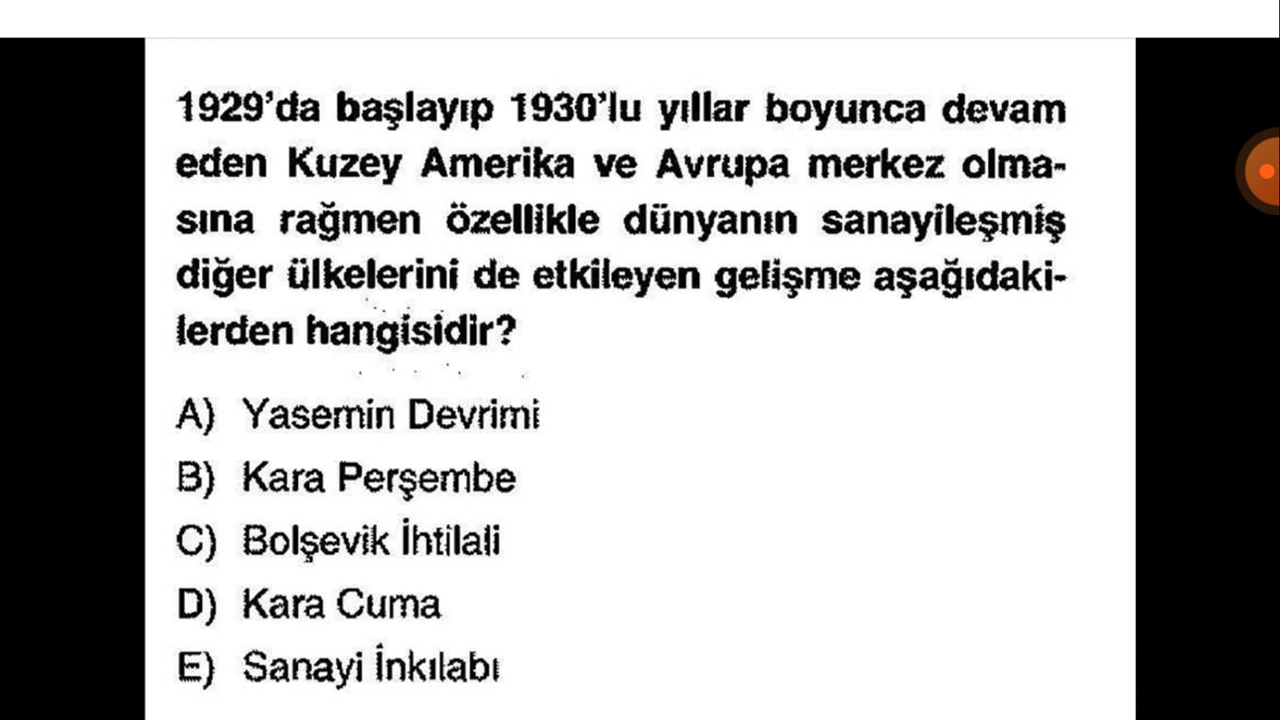 1929’da başlayıp 1930’lu yıllar boyunca devam
eden Kuzey Amerika ve Avrupa merkez olma-
sına rağmen özellikle dünyanın sanayileşmiş
diğer ülkelerini de etkileyen gelişme aşağıdaki-
lerden hangisidir?
A) Yasemin Devrimi
B) Kara Perşembe
C) Bolşevik İhtilali
D) Kara Cuma
E) Sanayi İnkılabı